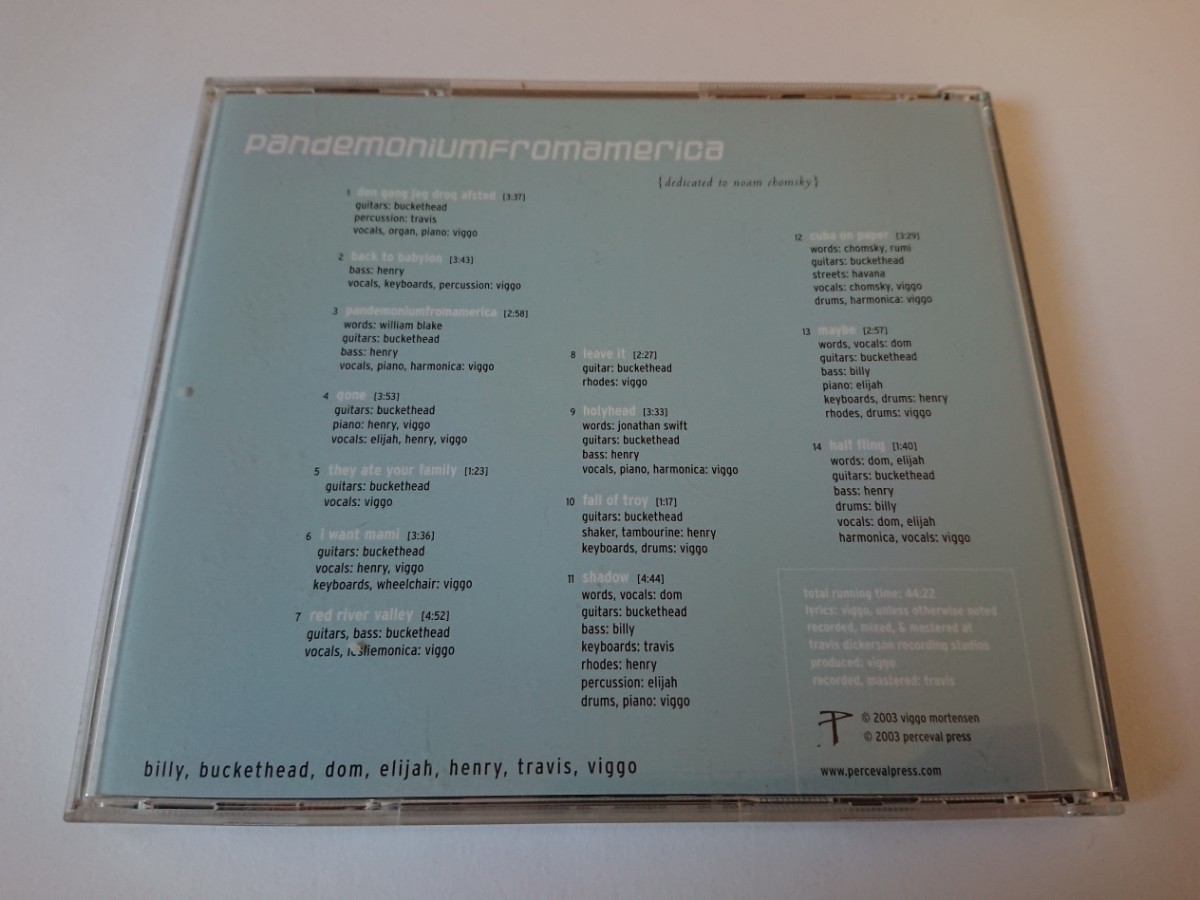 pandemoniumfromamerica
{dedicated to noam chomsky}
1 den gang jeg drog afsted [3:37]
guitars: buckethead
percussion: travis
vocals, organ, piano: viggo
2 back to babylon [3:43]
bass: henry
vocals, keyboards, percussion: viggo
3 pandemoniumfromamerica [2:58]
words: william blake
guitars: buckethead
bass: henry
vocals, piano, harmonica: viggo
4 gone [3:53]
guitars: buckethead
piano: henry, viggo
vocals: elijah, henry, viggo
5 they ate your family [1:23]
guitars: buckethead
vocals: viggo
6 i want mami [3:36]
guitars: buckethead
vocals: henry, viggo
keyboards, wheelchair: viggo
7 red river valley [4:52]
guitars, bass: buckethead
vocals, lesliemonica: viggo
8 leave it [2:27]
guitar: buckethead
rhodes: viggo
9 holyhead [3:33]
words: jonathan swift
guitars: buckethead
bass: henry
vocals, piano, harmonica: viggo
10 fall of troy [1:17]
guitars: buckethead
shaker, tambourine: henry
keyboards, drums: viggo
11 shadow [4:44]
words, vocals: dom
guitars: buckethead
bass: billy
keyboards: travis
rhodes: henry
percussion: elijah
drums, piano: viggo
12 cuba on paper [3:29]
words: chomsky, rumi
guitars: buckethead
streets: havana
vocals: chomsky, viggo
drums, harmonica: viggo
13 maybe [2:57]
words, vocals: dom
guitars: buckethead
bass: billy
piano: elijah
keyboards, drums: henry
rhodes, drums: viggo
14 half fling [1:40]
words: dom, elijah
guitars: buckethead
bass: henry
drums: billy
vocals: dom, elijah
harmonica, vocals: viggo
total running time: 44:22
lyrics: viggo, unless otherwise noted
recorded, mixed, & mastered at
travis dickerson recording studios
produced: viggo
recorded, mastered: travis
© 2003 viggo mortensen
© 2003 perceval press
www.percevalpress.com
billy, buckethead, dom, elijah, henry, travis, viggo